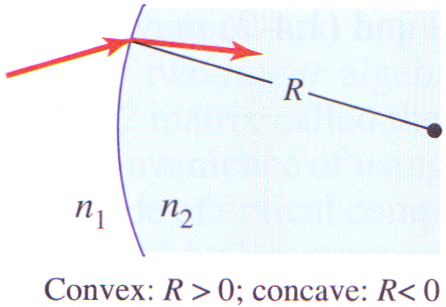 R
n₁ n₂
Convex: R > 0; concave: R< 0